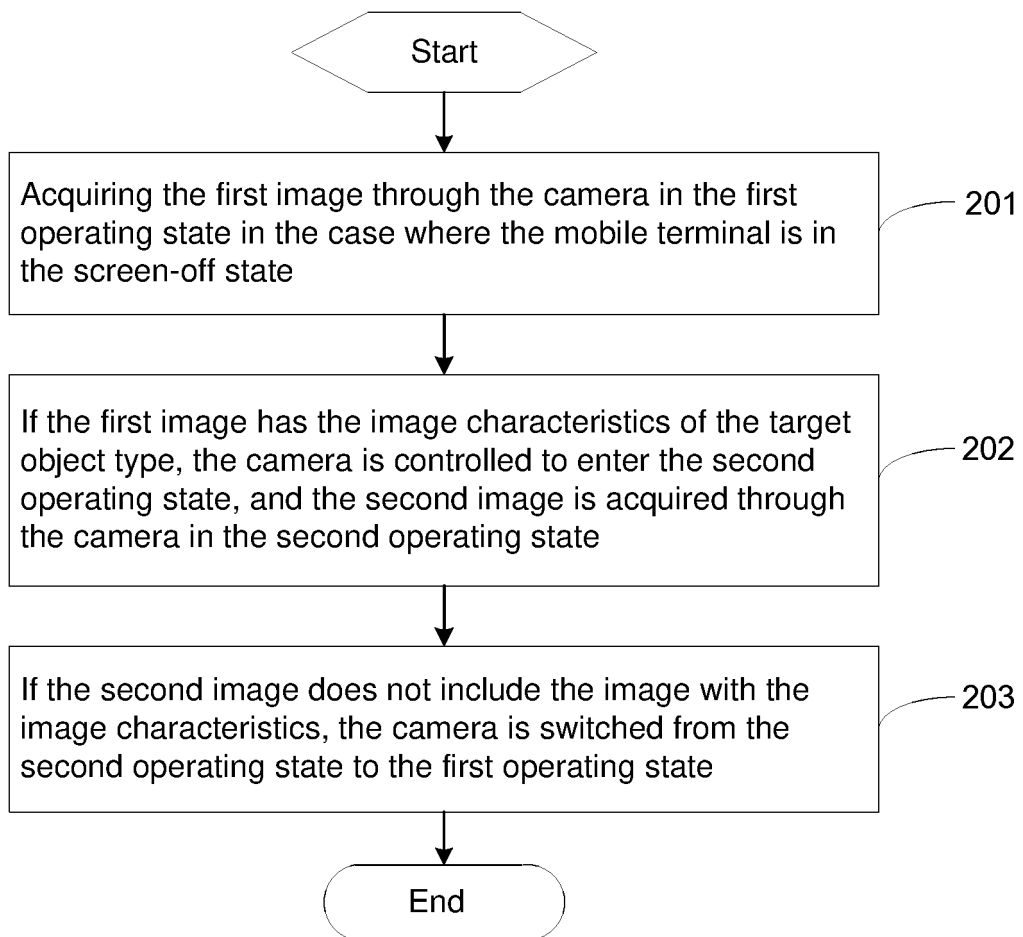 Start
Acquiring the first image through the camera in the first
operating state in the case where the mobile terminal is in
the screen-off state
201
If the first image has the image characteristics of the target
object type, the camera is controlled to enter the second
operating state, and the second image is acquired through
the camera in the second operating state
202
If the second image does not include the image with the
image characteristics, the camera is switched from the
second operating state to the first operating state
203
End